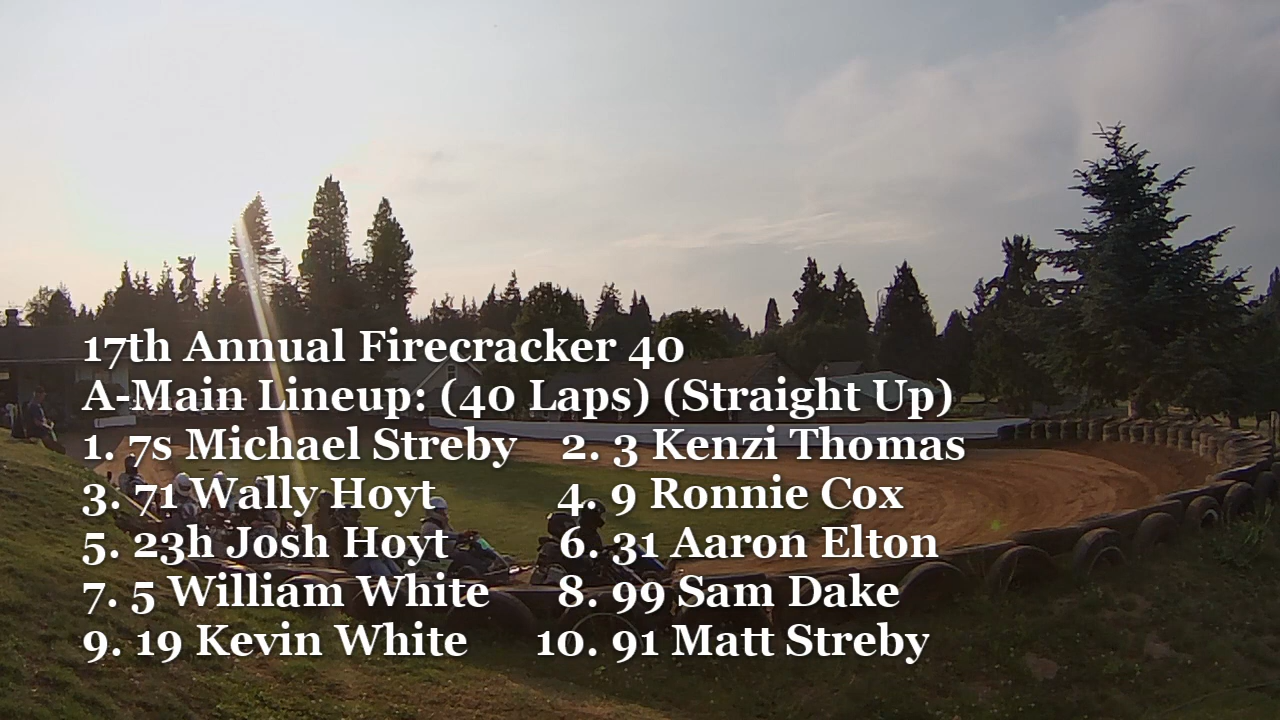 17th Annual Firecracker 40
A-Main Lineup: (40 Laps) (Straight Up)
1. 7s Michael Streby 2. 3 Kenzi Thomas
3. 71 Wally Hoyt 4. 9 Ronnie Cox
5. 23h Josh Hoyt 6. 31 Aaron Elton
7. 5 William White 8. 99 Sam Dake
9. 19 Kevin White 10. 91 Matt Streby